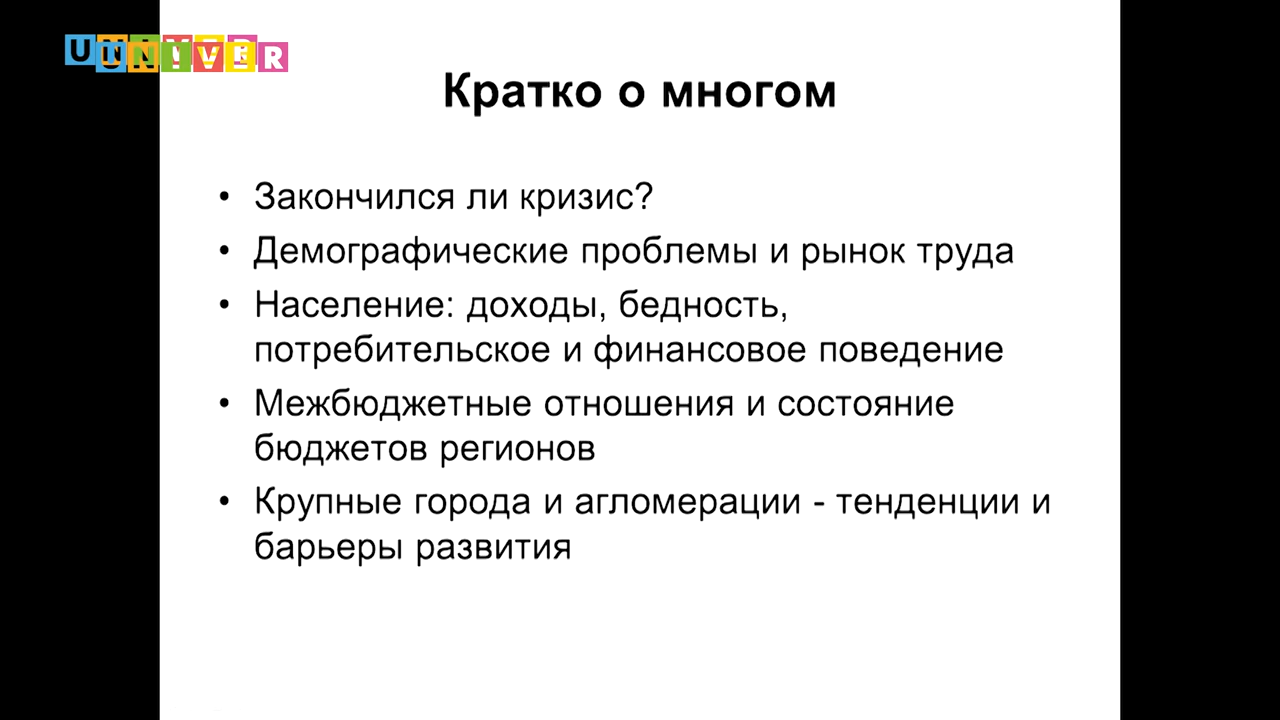 UNIVER
UNIVER
Кратко о многом
• Закончился ли кризис?
• Демографические проблемы и рынок труда
• Население: доходы, бедность,
потребительское и финансовое поведение
• Межбюджетные отношения и состояние
бюджетов регионов
• Крупные города и агломерации - тенденции и
барьеры развития